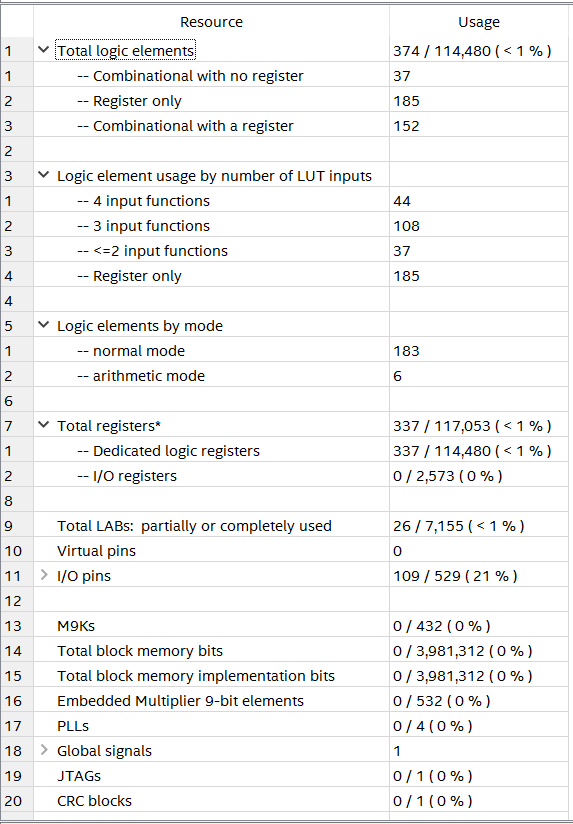 Resource Usage
1 Total logic elements 374 / 114,480 ( < 1 % )
1 -- Combinational with no register 37
2 -- Register only 185
3 -- Combinational with a register 152
2
3 Logic element usage by number of LUT inputs
1 -- 4 input functions 44
2 -- 3 input functions 108
3 -- <=2 input functions 37
4 -- Register only 185
4
5 Logic elements by mode
1 -- normal mode 183
2 -- arithmetic mode 6
6
7 Total registers* 337 / 117,053 ( < 1 % )
1 -- Dedicated logic registers 337 / 114,480 ( < 1 % )
2 -- I/O registers 0 / 2,573 ( 0 % )
8
9 Total LABs: partially or completely used 26 / 7,155 ( < 1 % )
10 Virtual pins 0
11 I/O pins 109 / 529 ( 21 % )
12
13 M9Ks 0 / 432 ( 0 % )
14 Total block memory bits 0 / 3,981,312 ( 0 % )
15 Total block memory implementation bits 0 / 3,981,312 ( 0 % )
16 Embedded Multiplier 9-bit elements 0 / 532 ( 0 % )
17 PLLs 0 / 4 ( 0 % )
18 Global signals 1
19 JTAGs 0 / 1 ( 0 % )
20 CRC blocks 0 / 1 ( 0 % )